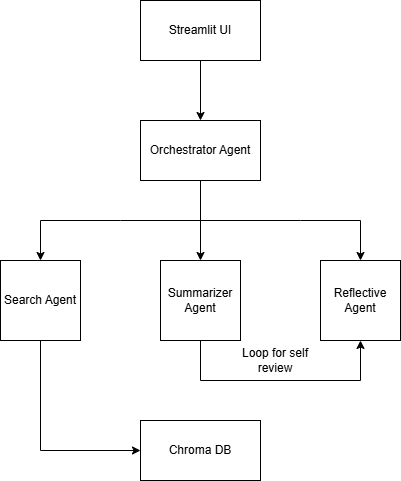 Streamlit UI
Orchestrator Agent
Search Agent
Summarizer
Agent
Reflective
Agent
Loop for self
review
Chroma DB